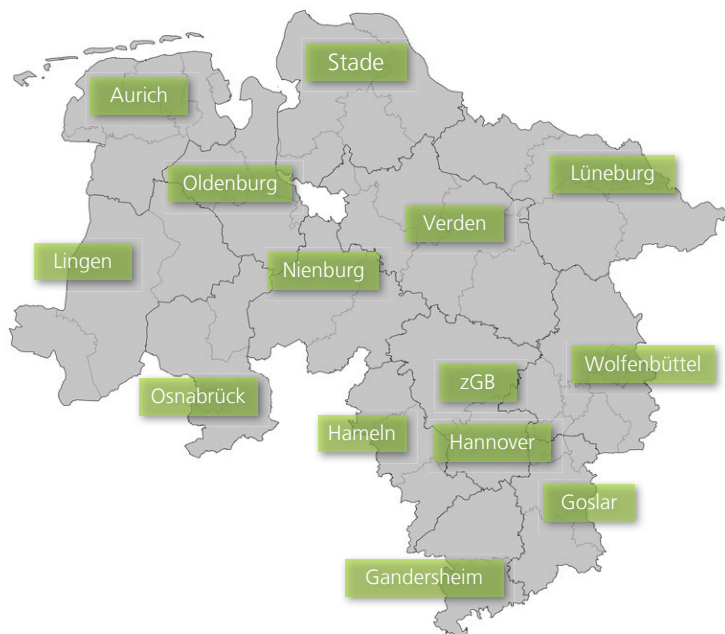 Stade
Aurich
Oldenburg
Lüneburg
Verden
Lingen
Nienburg
Wolfenbüttel
zGB
Osnabrück
Hameln
Hannover
Goslar
Gandersheim